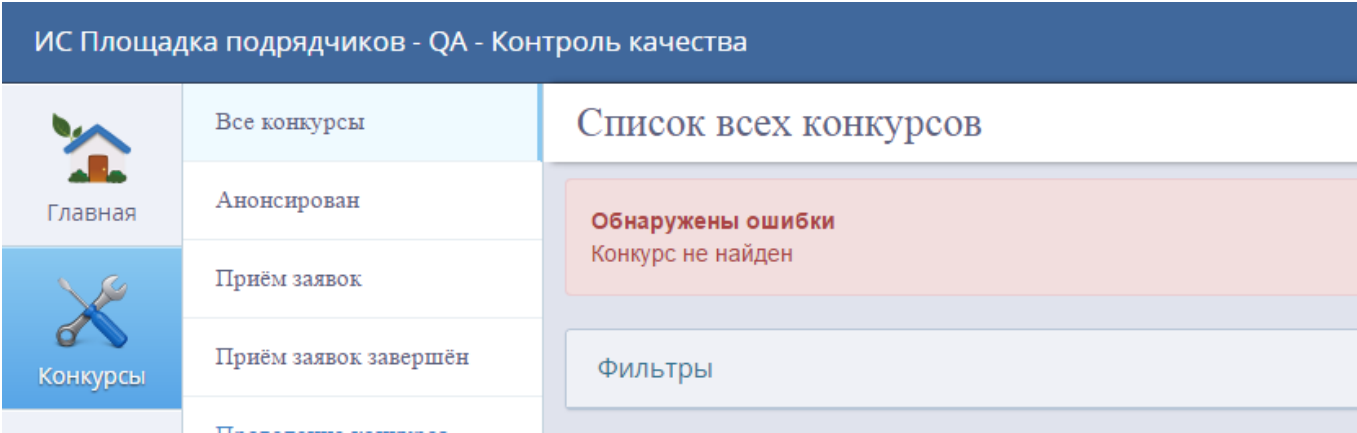 ИС Площадка подрядчиков - QA - Контроль качества
Главная
Конкурсы
Все конкурсы
Анонсирован
Приём заявок
Приём заявок завершён
Список всех конкурсов
Обнаружены ошибки
Конкурс не найден
Фильтры